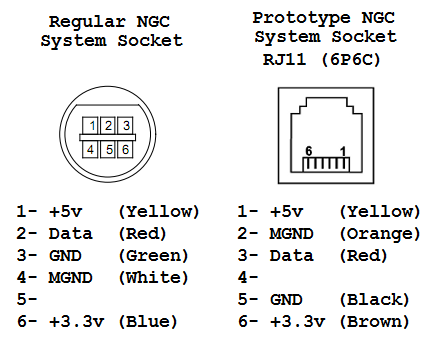 Regular NGC
System Socket
1 2 3
4 5 6
1- +5v (Yellow)
2- Data (Red)
3- GND (Green)
4- MGND (White)
5-
6- +3.3v (Blue)
Prototype NGC
System Socket
RJ11 (6P6C)
6 1
1- +5v (Yellow)
2- MGND (Orange)
3- Data (Red)
4-
5- GND (Black)
6- +3.3v (Brown)